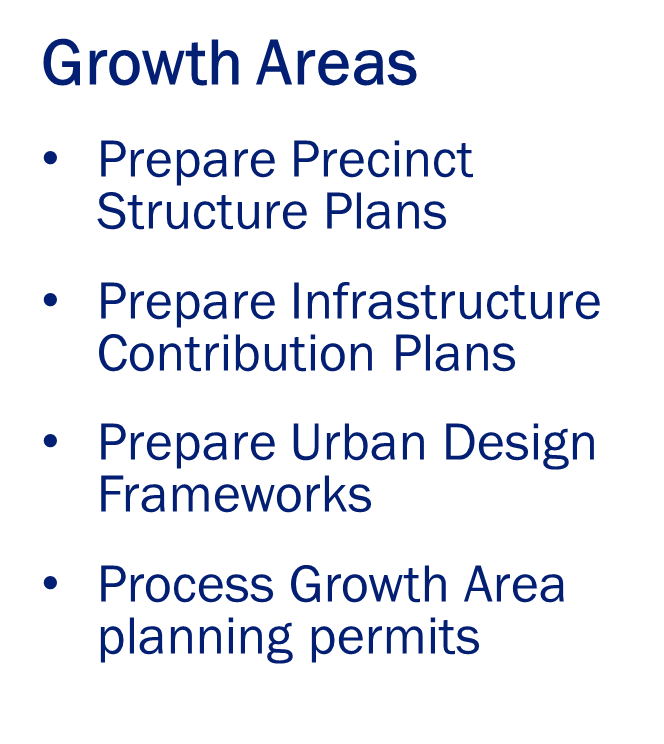 Growth Areas
• Prepare Precinct
Structure Plans
• Prepare Infrastructure
Contribution Plans
• Prepare Urban Design
Frameworks
• Process Growth Area
planning permits